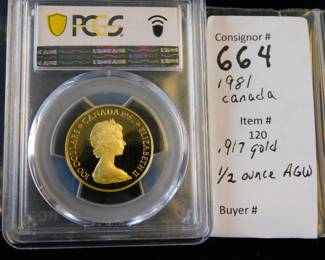 PCGS
100 DOLLARS CANADA 1981 ELIZABETH II
Consignor #
664
1981
canada
Item #
120
.917 gold
1/2 ounce AGW
Buyer #